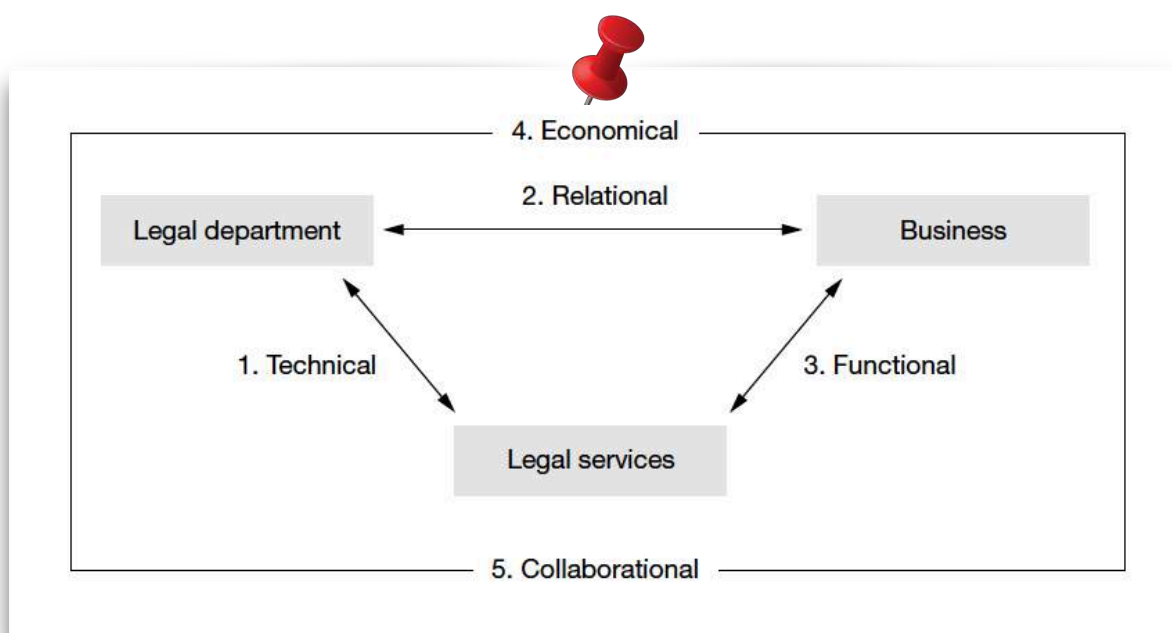 4. Economical
2. Relational
Legal department
Business
1. Technical
3. Functional
Legal services
5. Collaborational